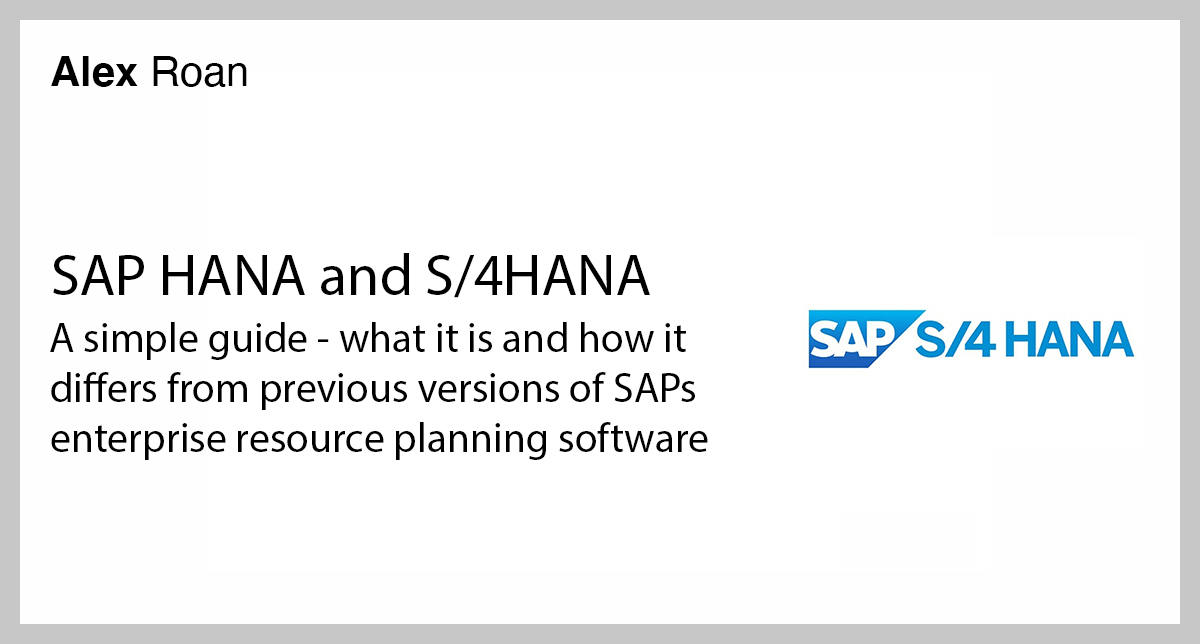 Alex Roan
SAP HANA and S/4HANA
A simple guide - what it is and how it
differs from previous versions of SAPs
enterprise resource planning software
SAP S/4 HANA